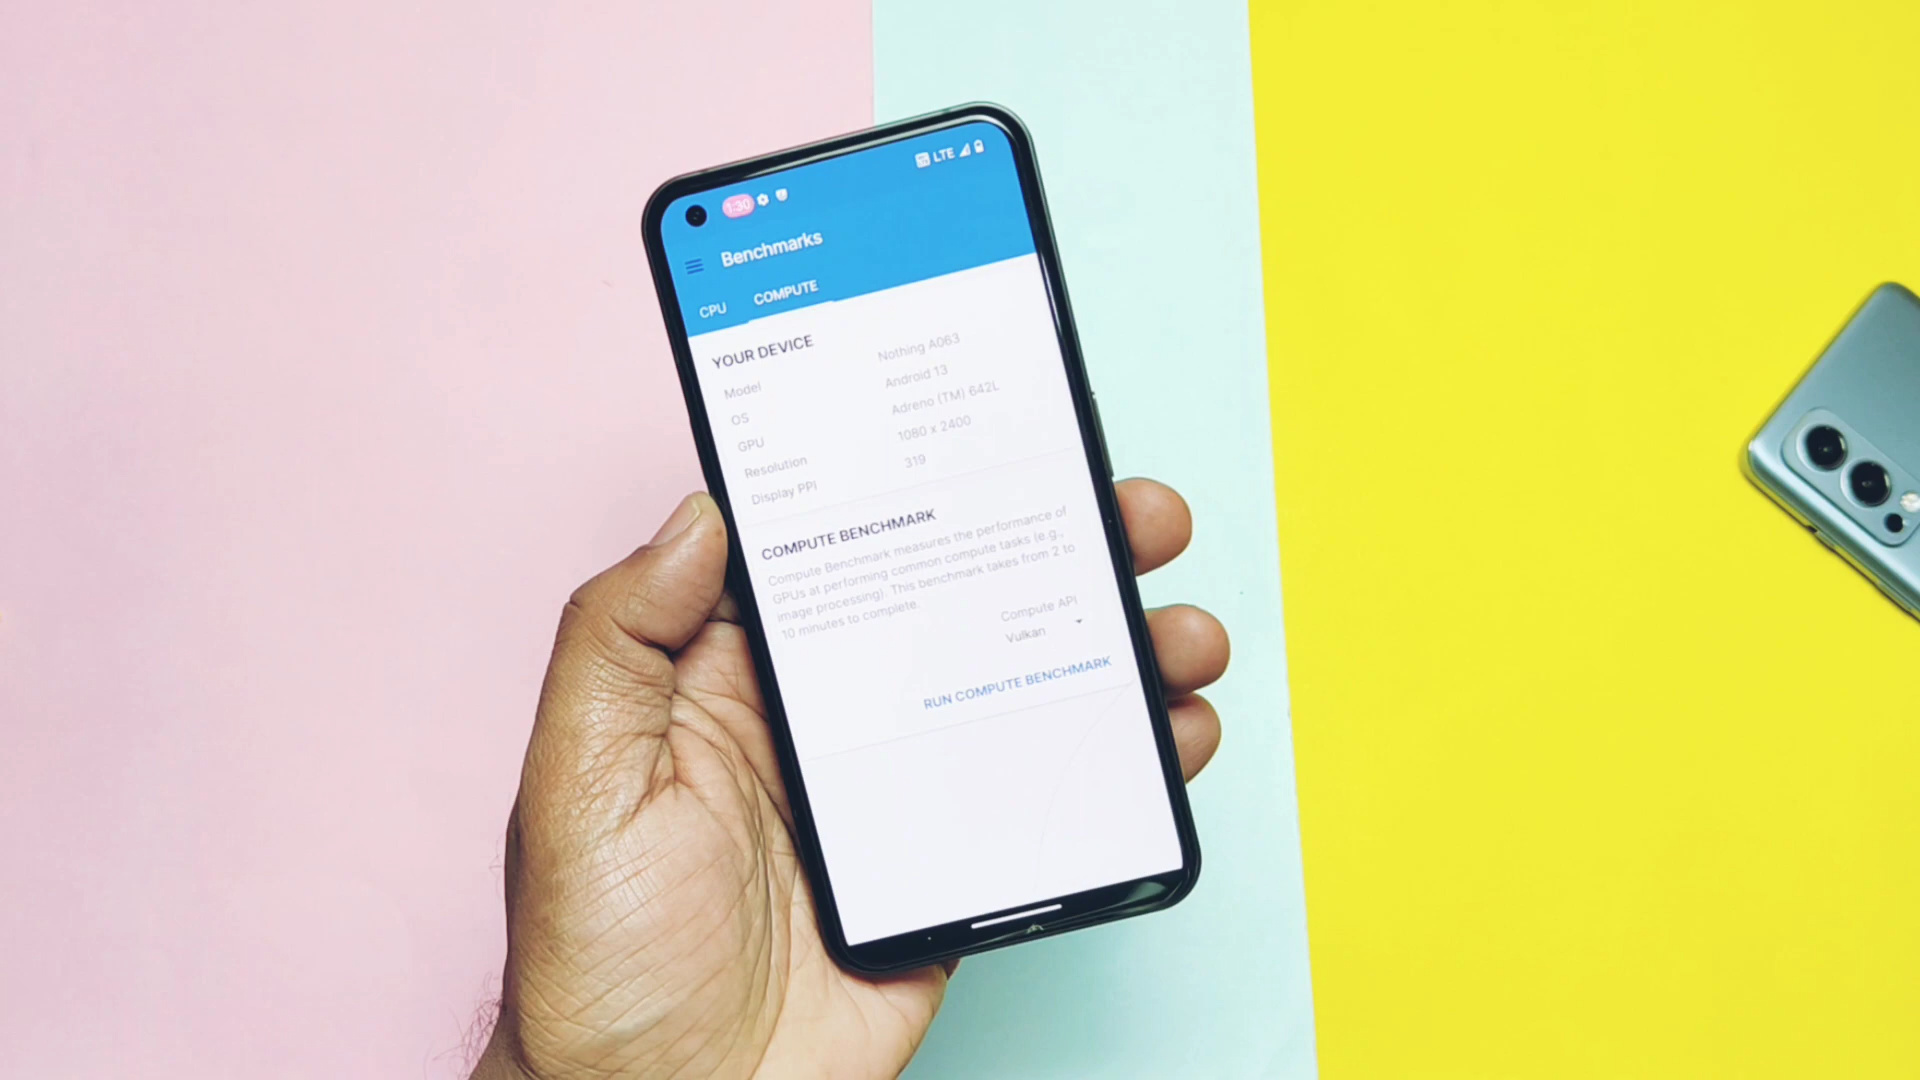 1:30 LTE
Benchmarks
CPU COMPUTE
YOUR DEVICE
Model Nothing A063
OS Android 13
GPU Adreno (TM) 642L
Resolution 1080 x 2400
Display PPI 319
COMPUTE BENCHMARK
Compute Benchmark measures the performance of
GPUs at performing common compute tasks (e.g.,
image processing). This benchmark takes from 2 to
10 minutes to complete.
Compute API
Vulkan
RUN COMPUTE BENCHMARK